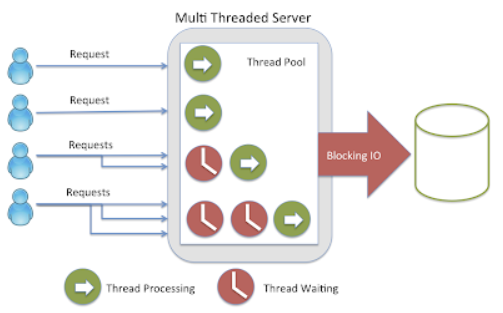 Multi Threaded Server
Request
Thread Pool
Request
Requests
Blocking IO
Requests
Thread Processing
Thread Waiting